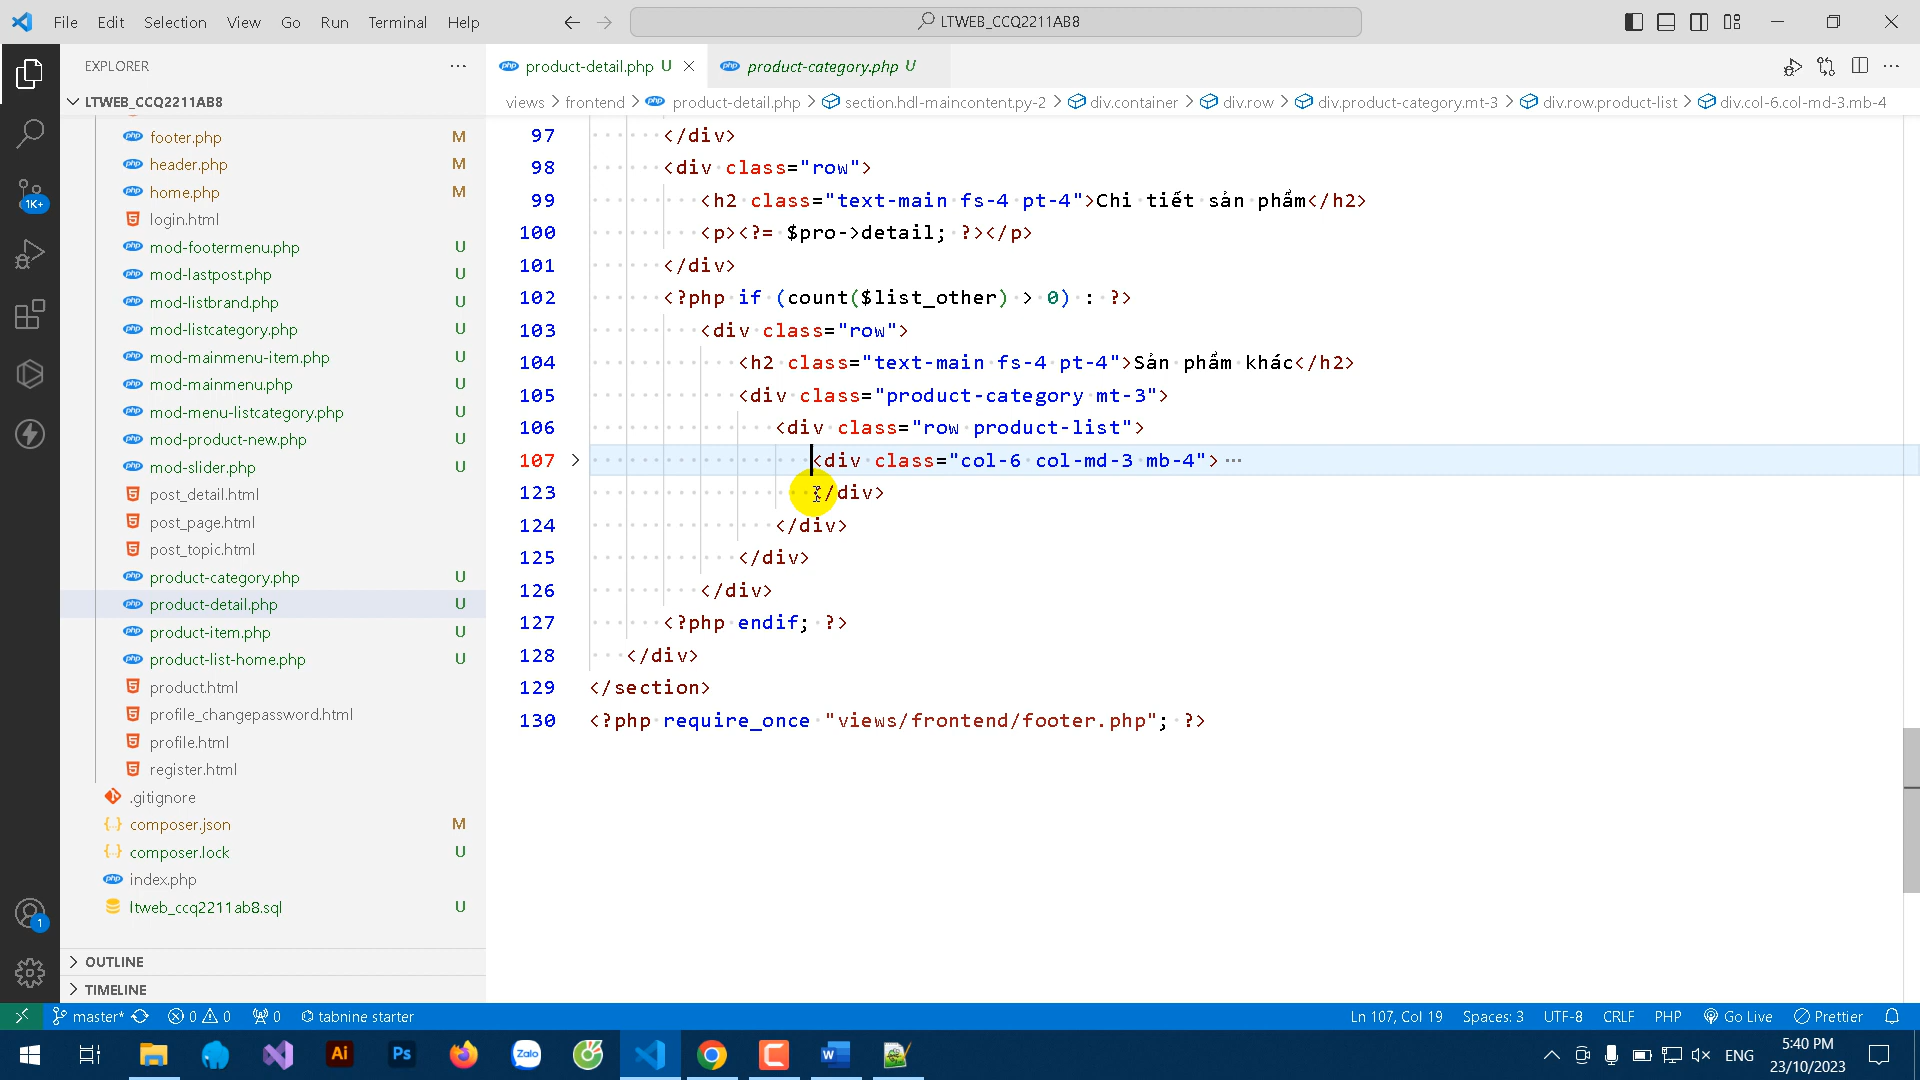 File Edit Selection View Go Run Terminal Help
LTWEB_CCQ2211AB8
EXPLORER
product-detail.php U
product-category.php U
LTWEB_CCQ2211AB8
views frontend product-detail.php section.hdl-maincontent.py-2 div.container div.row div.product-category.mt-3 div.row.product-list div.col-6.col-md-3.mb-4
footer.php M
header.php M
home.php M
login.html
mod-footermenu.php U
mod-lastpost.php U
mod-listbrand.php U
mod-listcategory.php U
mod-mainmenu-item.php U
mod-mainmenu.php U
mod-menu-listcategory.php U
mod-product-new.php U
mod-slider.php U
post_detail.html
post_page.html
post_topic.html
product-category.php U
product-detail.php U
product-item.php U
product-list-home.php U
product.html
profile_changepassword.html
profile.html
register.html
.gitignore
composer.json M
composer.lock U
index.php
ltweb_ccq2211ab8.sql U
OUTLINE
TIMELINE
1K+
1
97 </div>
98 <div class="row">
99 <h2 class="text-main fs-4 pt-4">Chi tiết sản phẩm</h2>
100 <p><?= $pro->detail; ?></p>
101 </div>
102 <?php if (count($list_other) > 0) : ?>
103 <div class="row">
104 <h2 class="text-main fs-4 pt-4">Sản phẩm khác</h2>
105 <div class="product-category mt-3">
106 <div class="row product-list">
107 <div class="col-6 col-md-3 mb-4">
123 </div>
124 </div>
125 </div>
126 </div>
127 <?php endif; ?>
128 </div>
129 </section>
130 <?php require_once "views/frontend/footer.php"; ?>
master* 0 0 0 tabnine starter
Ln 107, Col 19 Spaces: 3 UTF-8 CRLF PHP Go Live Prettier
Ai Ps Zalo
ENG
5:40 PM
23/10/2023